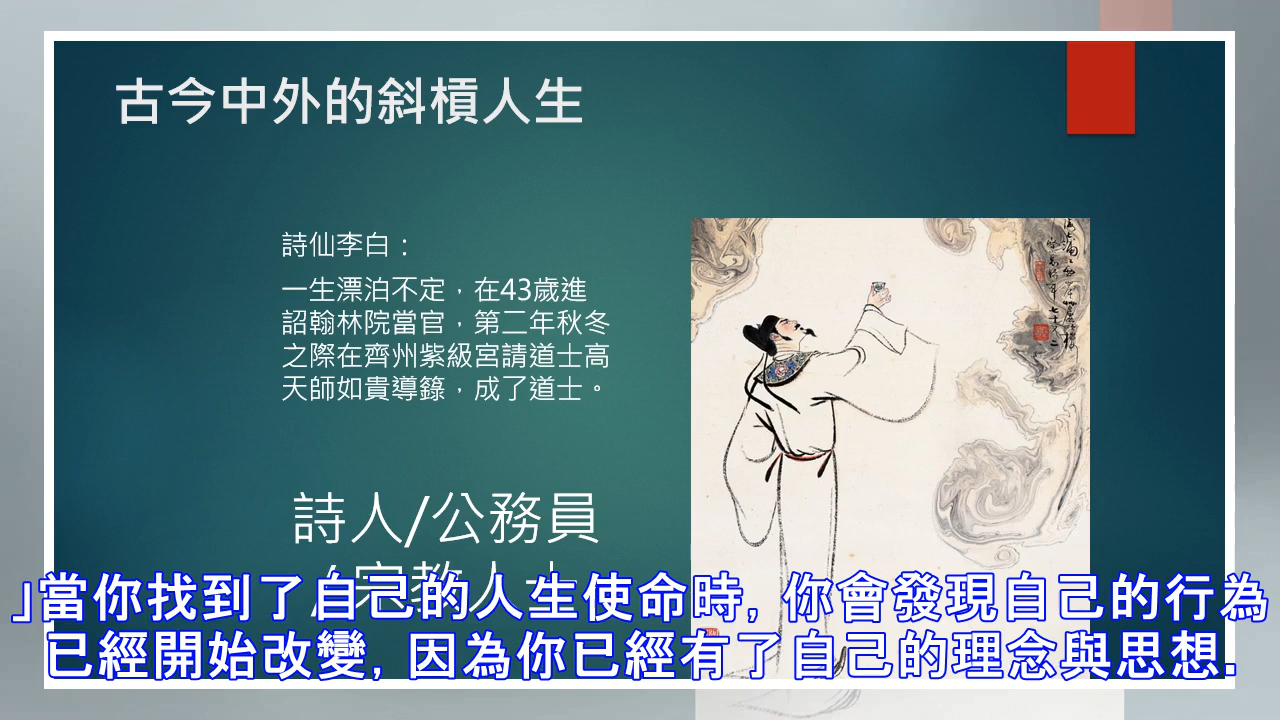 古今中外的斜槓人生
詩仙李白：
一生漂泊不定，在43歲進
詔翰林院當官，第二年秋冬
之際在齊州紫級宮請道士高
天師如貴導籙，成了道士。
詩人/公務員
/宗教人士
」當你找到了自己的人生使命時, 你會發現自己的行為
已經開始改變, 因為你已經有了自己的理念與思想.